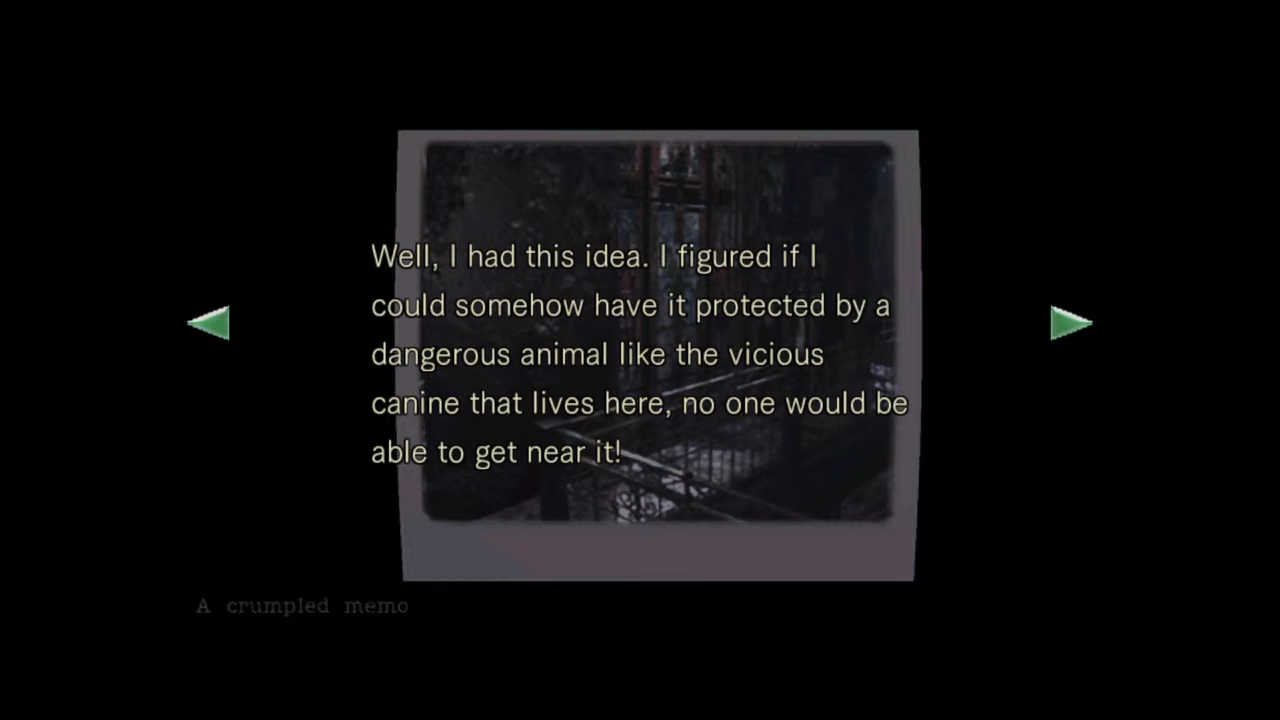 Well, I had this idea. I figured if I
could somehow have it protected by a
dangerous animal like the vicious
canine that lives here, no one would be
able to get near it!
A crumpled memo